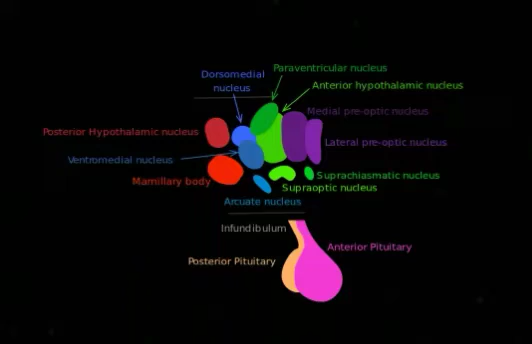 Paraventricular nucleus
Dorsomedial
nucleus
Anterior hypothalamic nucleus
Medial pre-optic nucleus
Posterior Hypothalamic nucleus
Lateral pre-optic nucleus
Ventromedial nucleus
Suprachiasmatic nucleus
Mamillary body
Supraoptic nucleus
Arcuate nucleus
Infundibulum
Anterior Pituitary
Posterior Pituitary